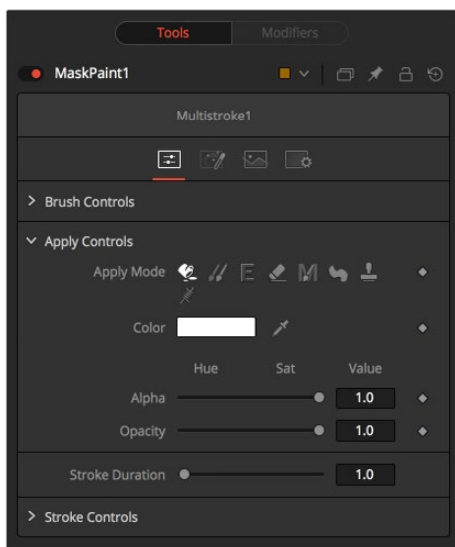 Tools Modifiers
MaskPaint1
Multistroke1
Brush Controls
Apply Controls
Apply Mode
Color
Hue Sat Value
Alpha 1.0
Opacity 1.0
Stroke Duration 1.0
Stroke Controls